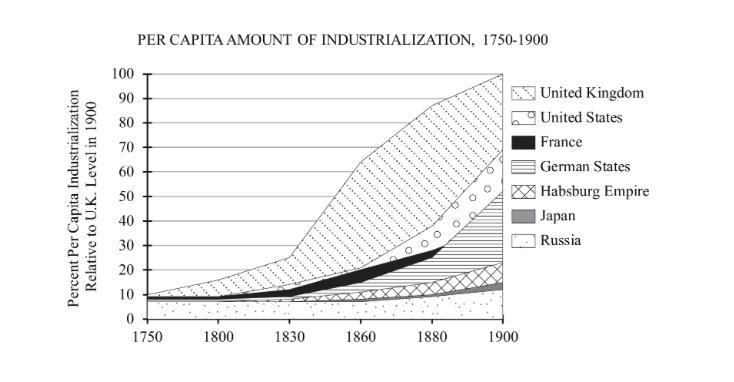 PER CAPITA AMOUNT OF INDUSTRIALIZATION, 1750-1900
Percent Per Capita Industrialization
Relative to U.K. Level in 1900
100
90
80
70
60
50
40
30
20
10
0
1750 1800 1830 1860 1880 1900
United Kingdom
United States
France
German States
Habsburg Empire
Japan
Russia